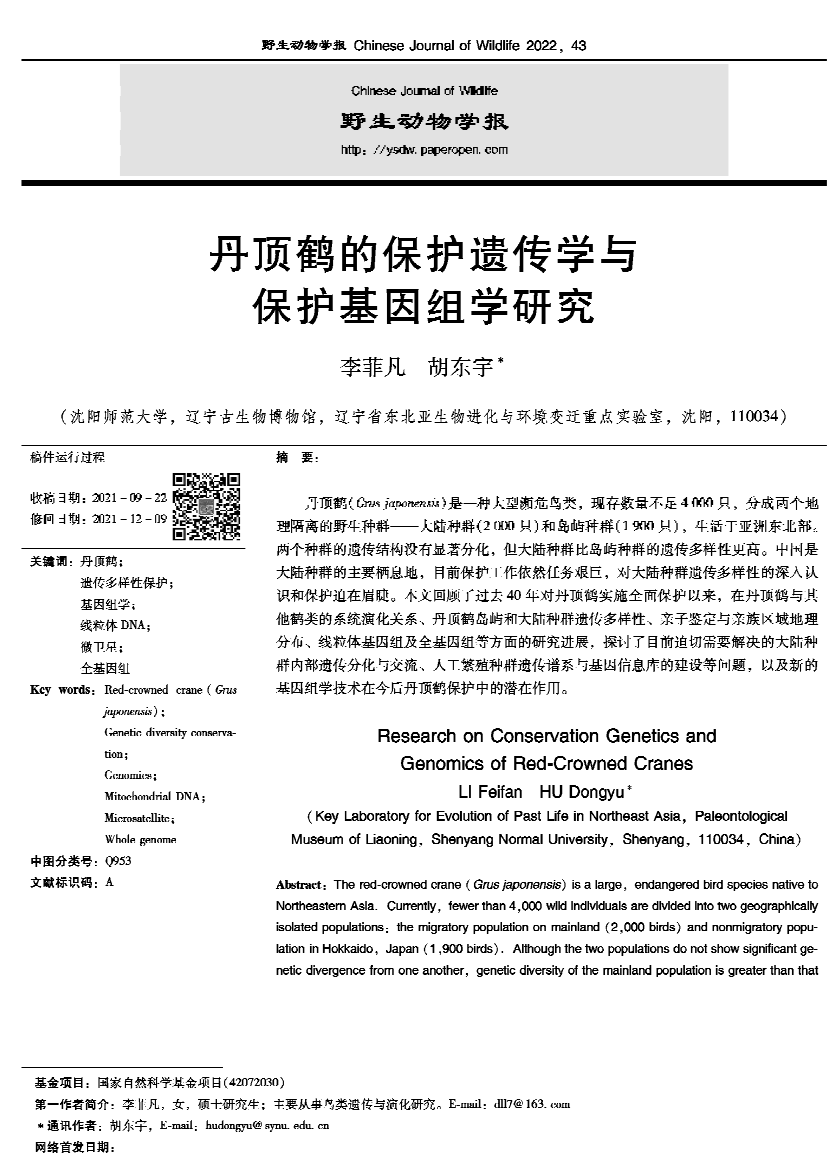 野生动物学报 Chinese Journal of Wildlife 2022, 43
Chinese Journal of Wildlife
野生动物学报
http: //ysdw. paperopen. com
丹顶鹤的保护遗传学与
保护基因组学研究
李菲凡 胡东宇*
(沈阳师范大学, 辽宁古生物博物馆, 辽宁省东北亚生物进化与环境变迁重点实验室, 沈阳, 110034)
稿件运行过程
收稿日期: 2021-09-22
修回日期: 2021-12-09
关键词: 丹顶鹤;
遗传多样性保护;
基因组学;
线粒体 DNA;
微卫星;
全基因组
Key words: Red-crowned crane (Grus
japonensis);
Genetic diversity conserva-
tion;
Genomics;
Mitochondrial DNA;
Microsatellite;
Whole genome
中图分类号: Q953
文献标识码: A
摘 要:
丹顶鹤(Grus japonensis)是一种大型濒危鸟类, 现存数量不足 4 000 只, 分成两个地
理隔离的野生种群——大陆种群(2 000 只)和岛屿种群(1 900 只), 生活于亚洲东北部。
两个种群的遗传结构没有显著分化, 但大陆种群比岛屿种群的遗传多样性更高。中国是
大陆种群的主要栖息地, 目前保护工作依然任务艰巨, 对大陆种群遗传多样性的深入认
识和保护迫在眉睫。本文回顾了过去 40 年对丹顶鹤实施全面保护以来, 在丹顶鹤与其
他鹤类的系统演化关系、丹顶鹤岛屿和大陆种群遗传多样性、亲子鉴定与亲族区域地理
分布、线粒体基因组及全基因组等方面的研究进展, 探讨了目前迫切需要解决的大陆种
群内部遗传分化与交流、人工繁殖种群遗传谱系与基因信息库的建设等问题, 以及新的
基因组学技术在今后丹顶鹤保护中的潜在作用。
Research on Conservation Genetics and
Genomics of Red-Crowned Cranes
LI Feifan HU Dongyu*
(Key Laboratory for Evolution of Past Life in Northeast Asia, Paleontological
Museum of Liaoning, Shenyang Normal University, Shenyang, 110034, China)
Abstract: The red-crowned crane (Grus japonensis) is a large, endangered bird species native to
Northeastern Asia. Currently, fewer than 4,000 wild individuals are divided into two geographically
isolated populations: the migratory population on mainland (2,000 birds) and nonmigratory popu-
lation in Hokkaido, Japan (1,900 birds). Although the two populations do not show significant ge-
netic divergence from one another, genetic diversity of the mainland population is greater than that
基金项目: 国家自然科学基金项目(42072030)
第一作者简介: 李菲凡, 女, 硕士研究生; 主要从事鸟类遗传与演化研究。E-mail: dll7@163. com
*通讯作者: 胡东宇, E-mail: hudongyu@synu. edu. cn
网络首发日期: